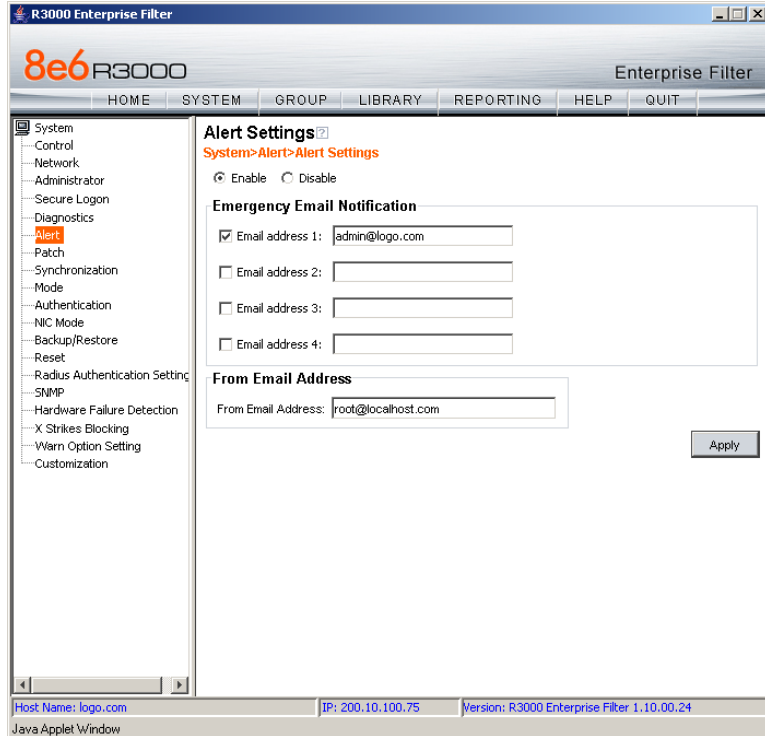 R3000 Enterprise Filter
8e6 R3000
Enterprise Filter
HOME SYSTEM GROUP LIBRARY REPORTING HELP QUIT
System
Control
Network
Administrator
Secure Logon
Diagnostics
Alert
Patch
Synchronization
Mode
Authentication
NIC Mode
Backup/Restore
Reset
Radius Authentication Setting
SNMP
Hardware Failure Detection
X Strikes Blocking
Warn Option Setting
Customization
Alert Settings ?
System>Alert>Alert Settings
Enable Disable
Emergency Email Notification
Email address 1: admin@logo.com
Email address 2:
Email address 3:
Email address 4:
From Email Address
From Email Address: root@localhost.com
Apply
Host Name: logo.com IP: 200.10.100.75 Version: R3000 Enterprise Filter 1.10.00.24
Java Applet Window